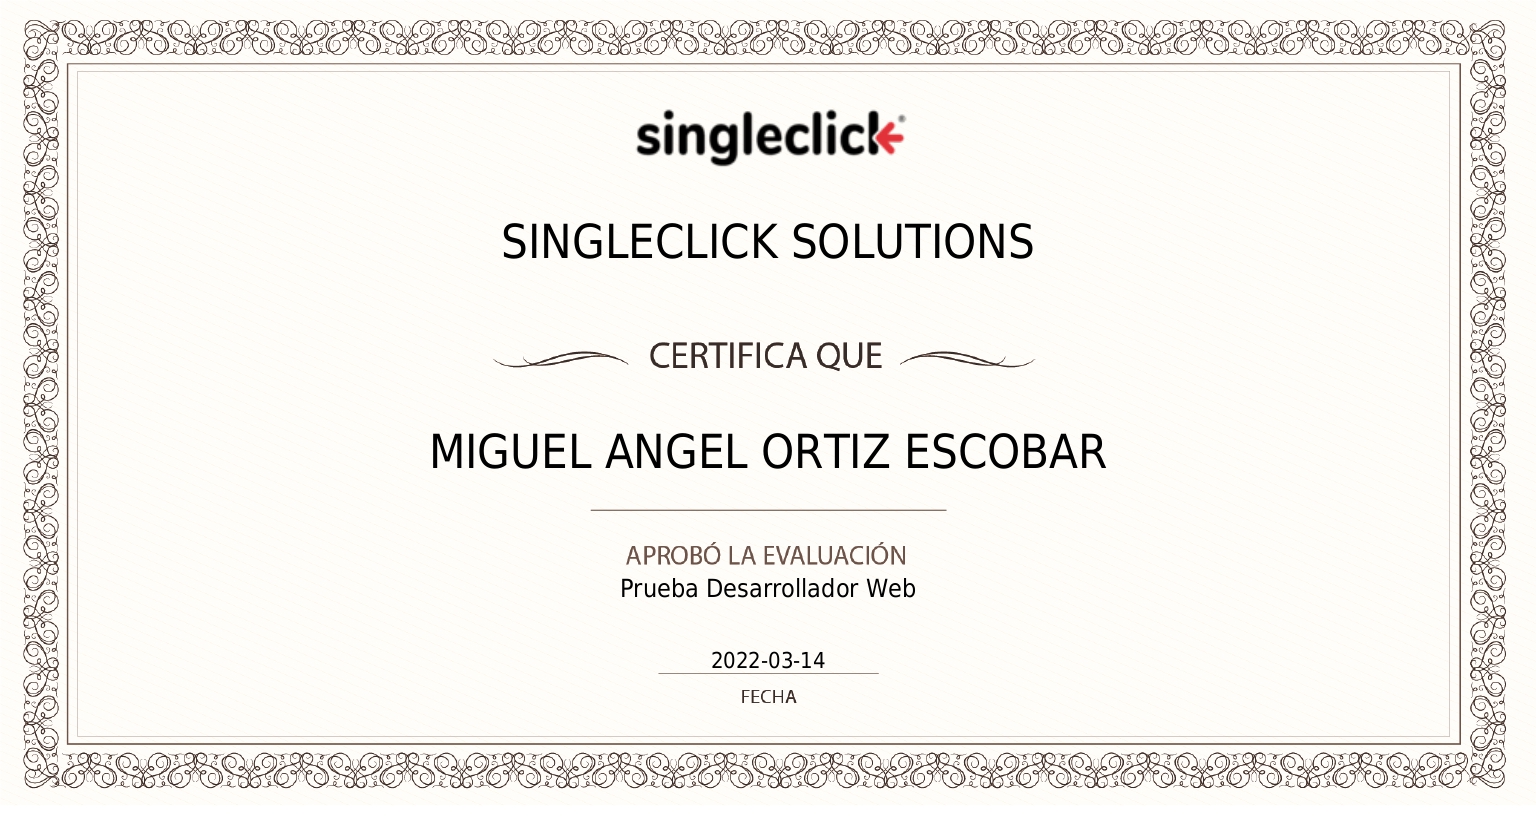 singleclick®
SINGLECLICK SOLUTIONS
CERTIFICA QUE
MIGUEL ANGEL ORTIZ ESCOBAR
APROBÓ LA EVALUACIÓN
Prueba Desarrollador Web
2022-03-14
FECHA